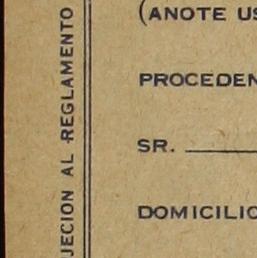 JECION AL REGLAMENTO
(ANOTE US
PROCEDEN
SR.
DOMICILIO